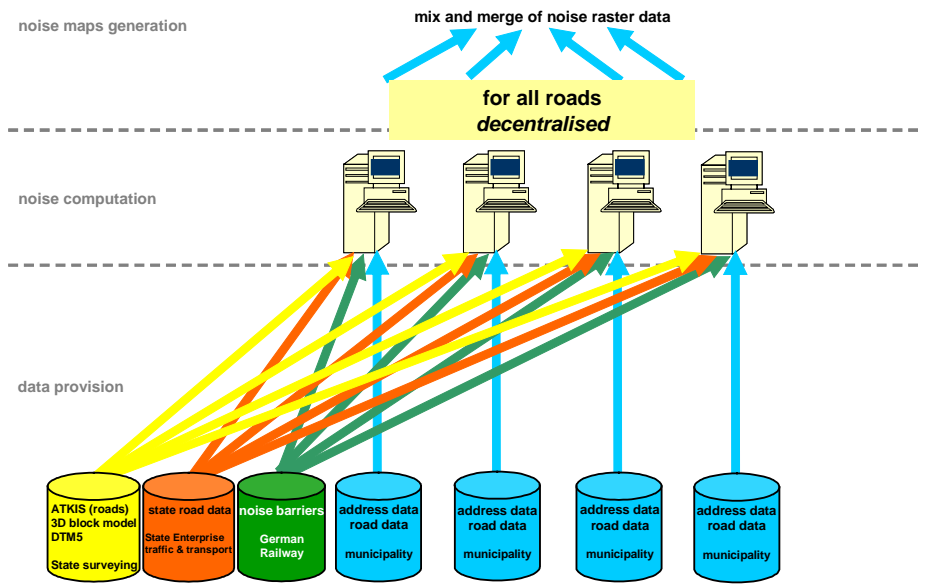 noise maps generation
mix and merge of noise raster data
for all roads
decentralised
noise computation
data provision
ATKIS (roads)
3D block model
DTM5
State surveying
state road data
State Enterprise
traffic & transport
noise barriers
German
Railway
address data
road data
municipality
address data
road data
municipality
address data
road data
municipality
address data
road data
municipality